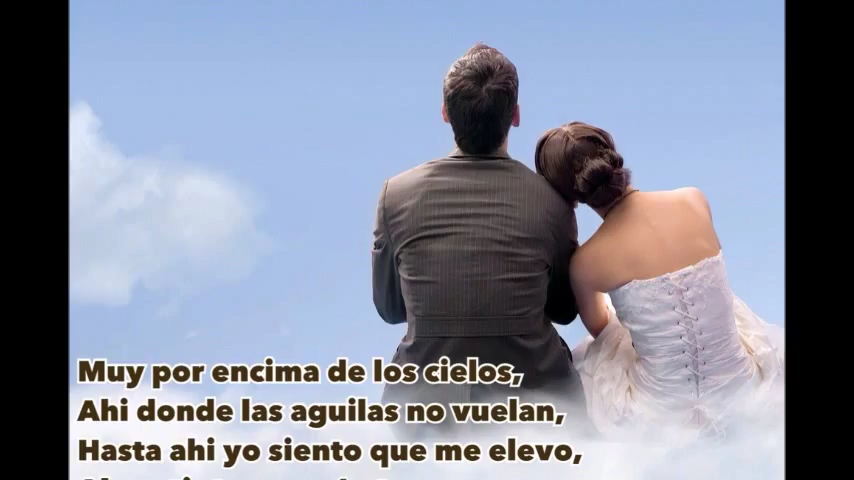 Muy por encima de los cielos,
Ahi donde las aguilas no vuelan,
Hasta ahi yo siento que me elevo,